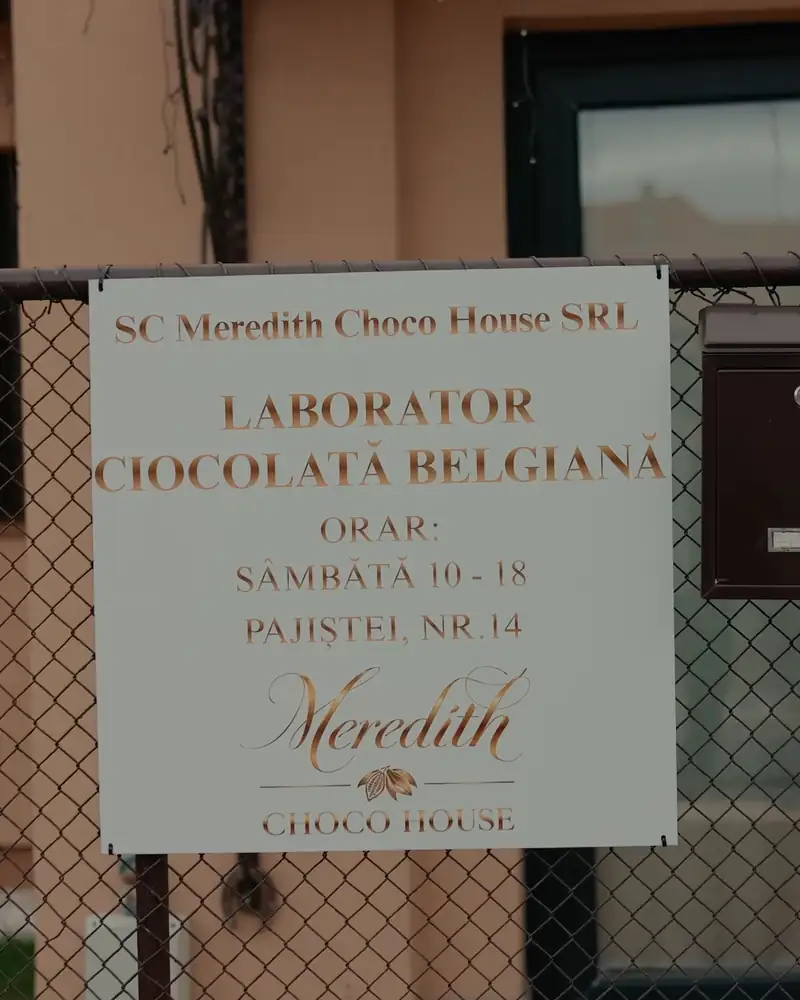 SC Meredith Choco House SRL
LABORATOR
CIOCOLATĂ BELGIANĂ
ORAR:
SÂMBĂTĂ 10 - 18
PAJIȘTEI, NR.14
Meredith
CHOCO HOUSE